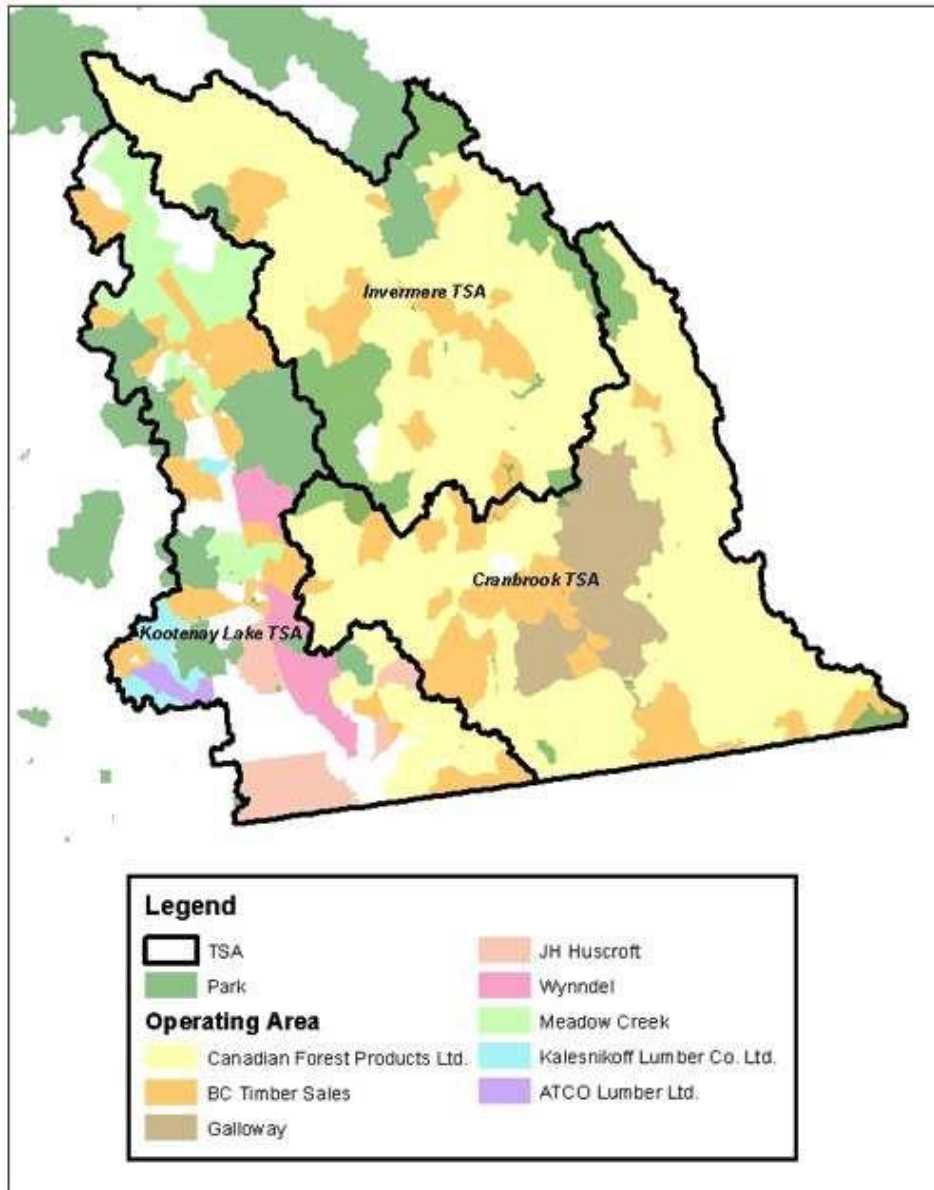 Invermere TSA
Cranbrook TSA
Kootenay Lake TSA
Legend
TSA
Park
Operating Area
Canadian Forest Products Ltd.
BC Timber Sales
Galloway
JH Huscroft
Wynndel
Meadow Creek
Kalesnikoff Lumber Co. Ltd.
ATCO Lumber Ltd.